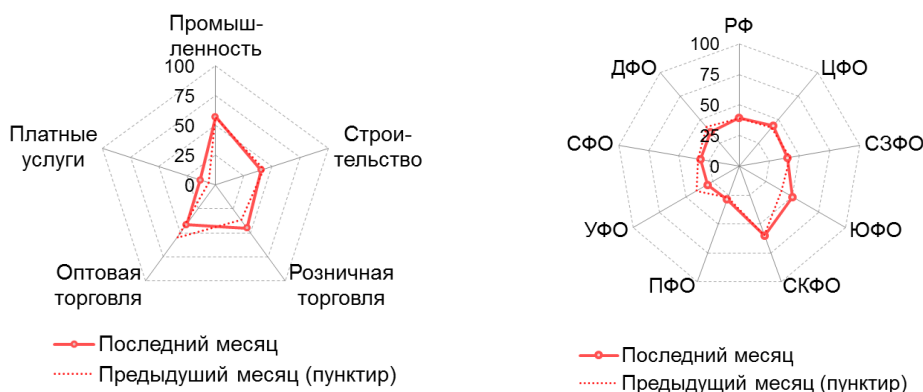 Промыш-
ленность
100
75
50
25
0
Платные
услуги
Строи-
тельство
Оптовая
торговля
Розничная
торговля
Последний месяц
Предыдуший месяц (пунктир)
РФ
100
75
50
25
0
ДФО
ЦФО
СФО
СЗФО
УФО
ЮФО
ПФО
СКФО
Последний месяц
Предыдущий месяц (пунктир)